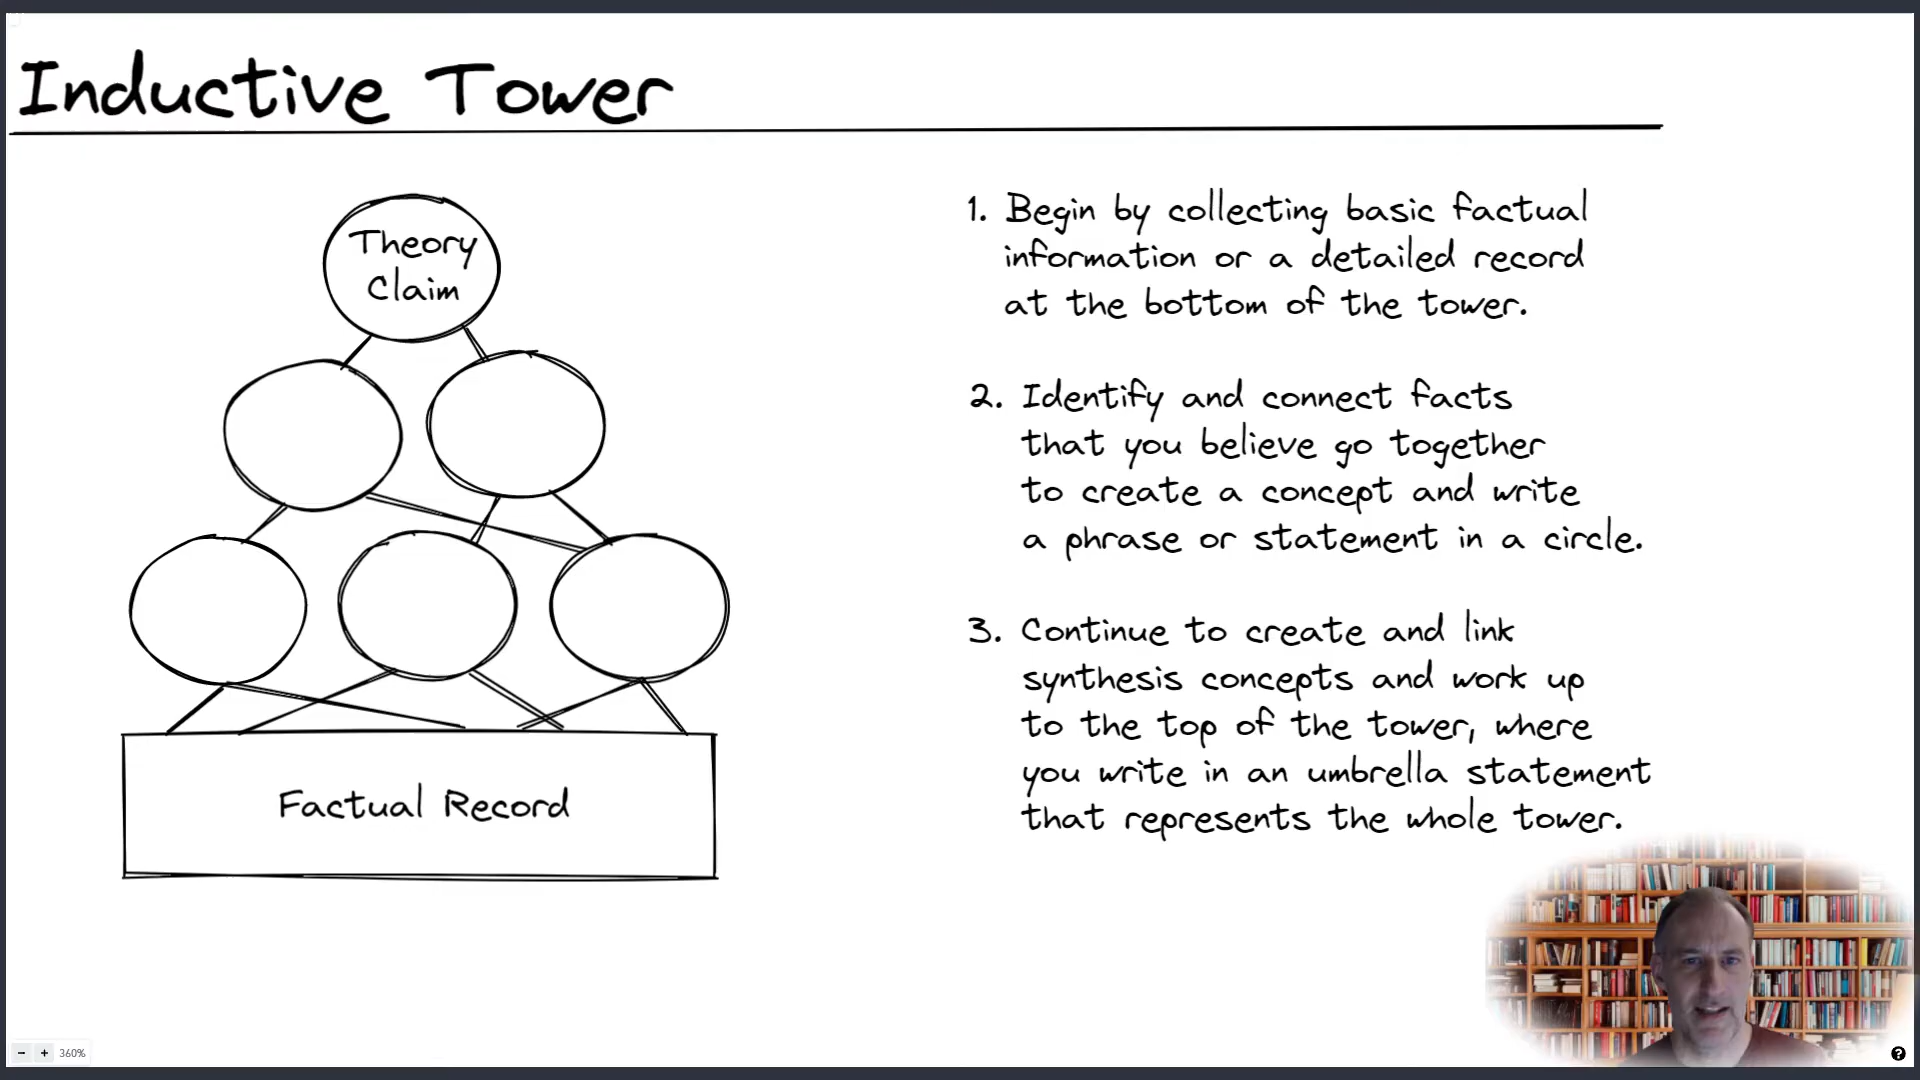 Inductive Tower
Theory
Claim
Factual Record
1. Begin by collecting basic factual
information or a detailed record
at the bottom of the tower.
2. Identify and connect facts
that you believe go together
to create a concept and write
a phrase or statement in a circle.
3. Continue to create and link
synthesis concepts and work up
to the top of the tower, where
you write in an umbrella statement
that represents the whole tower.
− + 360%
?